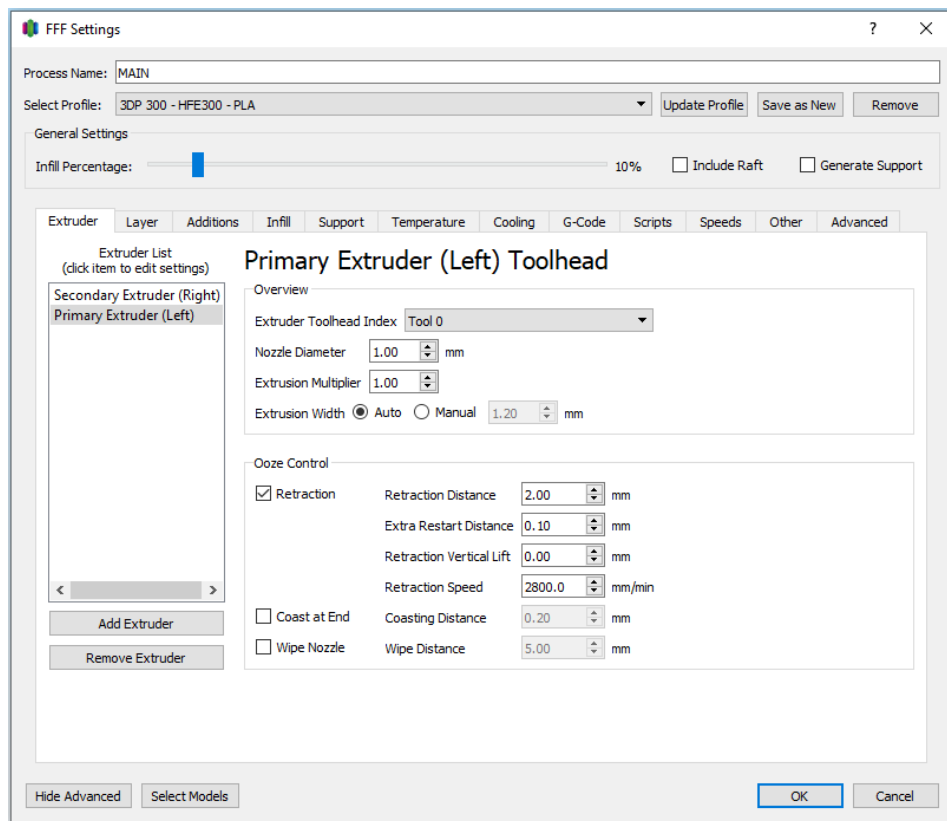 FFF Settings ?
Process Name: MAIN
Select Profile: 3DP 300 - HFE300 - PLA Update Profile Save as New Remove
General Settings
Infill Percentage: 10% Include Raft Generate Support
Extruder Layer Additions Infill Support Temperature Cooling G-Code Scripts Speeds Other Advanced
Extruder List
(click item to edit settings)
Secondary Extruder (Right)
Primary Extruder (Left)
Add Extruder
Remove Extruder
Primary Extruder (Left) Toolhead
Overview
Extruder Toolhead Index Tool 0
Nozzle Diameter 1.00 mm
Extrusion Multiplier 1.00
Extrusion Width Auto Manual 1.20 mm
Ooze Control
Retraction Retraction Distance 2.00 mm
Extra Restart Distance 0.10 mm
Retraction Vertical Lift 0.00 mm
Retraction Speed 2800.0 mm/min
Coast at End Coasting Distance 0.20 mm
Wipe Nozzle Wipe Distance 5.00 mm
Hide Advanced Select Models OK Cancel